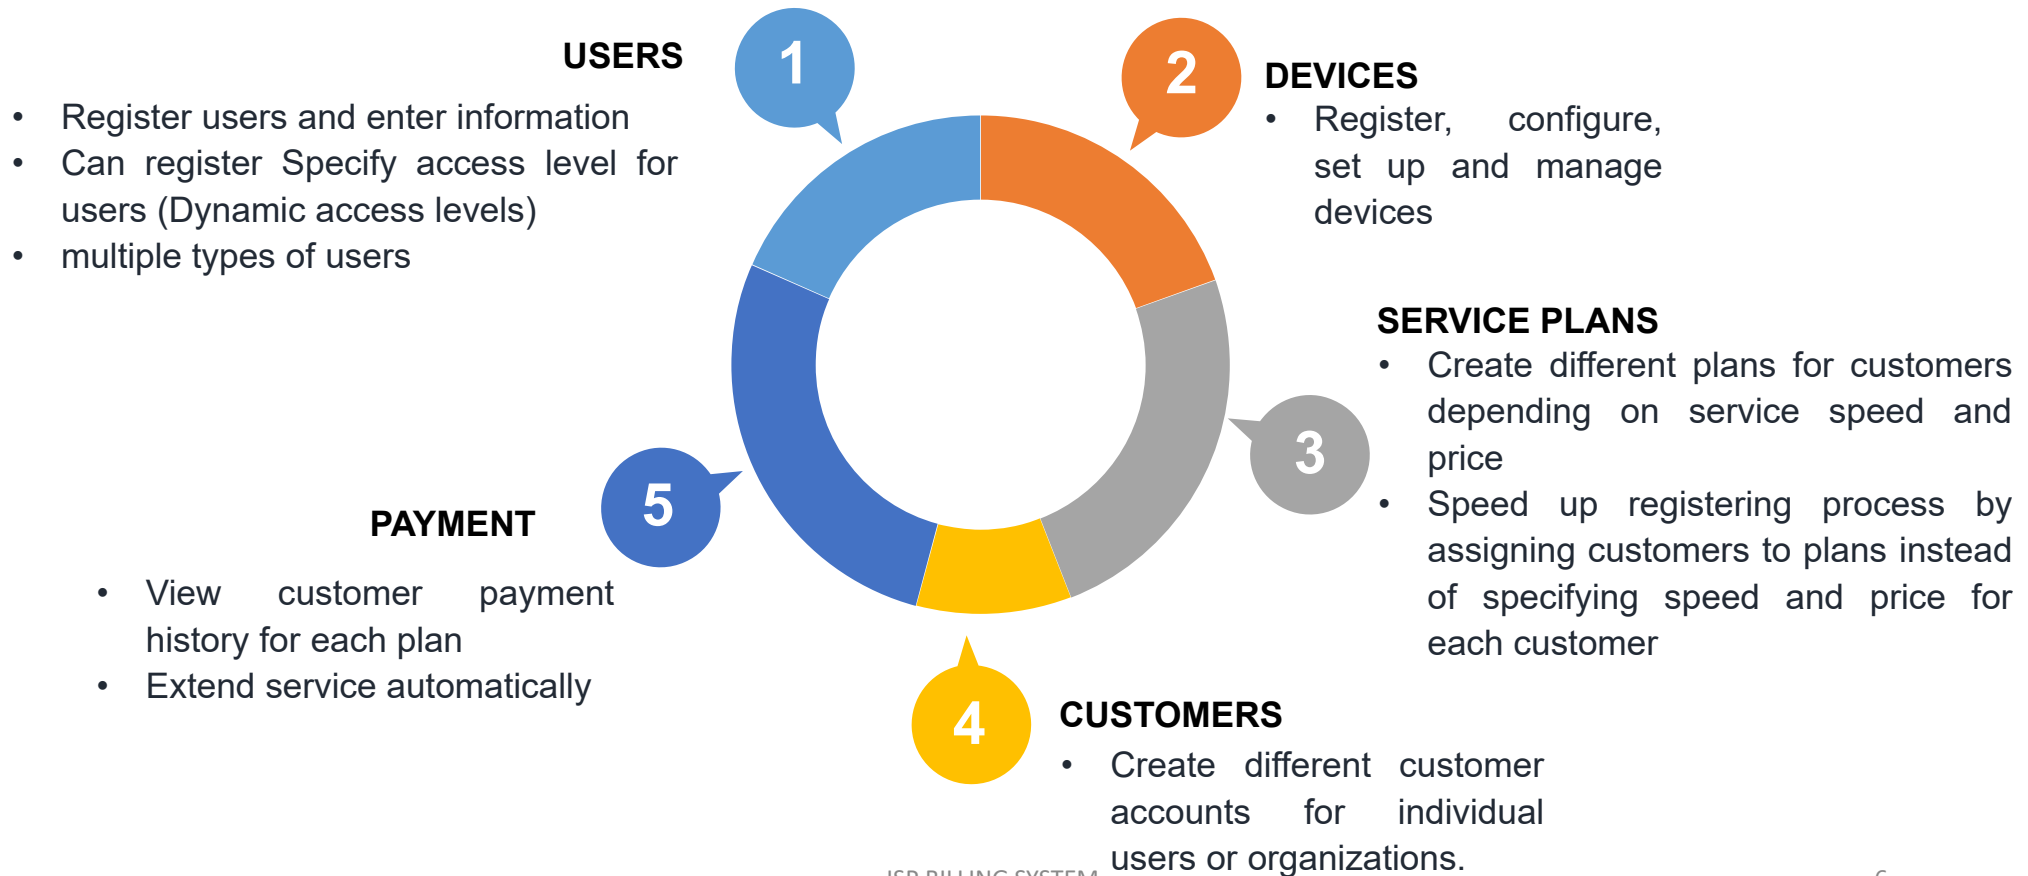 1
USERS
• Register users and enter information
• Can register Specify access level for
users (Dynamic access levels)
• multiple types of users
2
DEVICES
• Register, configure,
set up and manage
devices
3
SERVICE PLANS
• Create different plans for customers
depending on service speed and
price
• Speed up registering process by
assigning customers to plans instead
of specifying speed and price for
each customer
4
CUSTOMERS
• Create different customer
accounts for individual
users or organizations.
5
PAYMENT
• View customer payment
history for each plan
• Extend service automatically
ISP BILLING SYSTEM
6